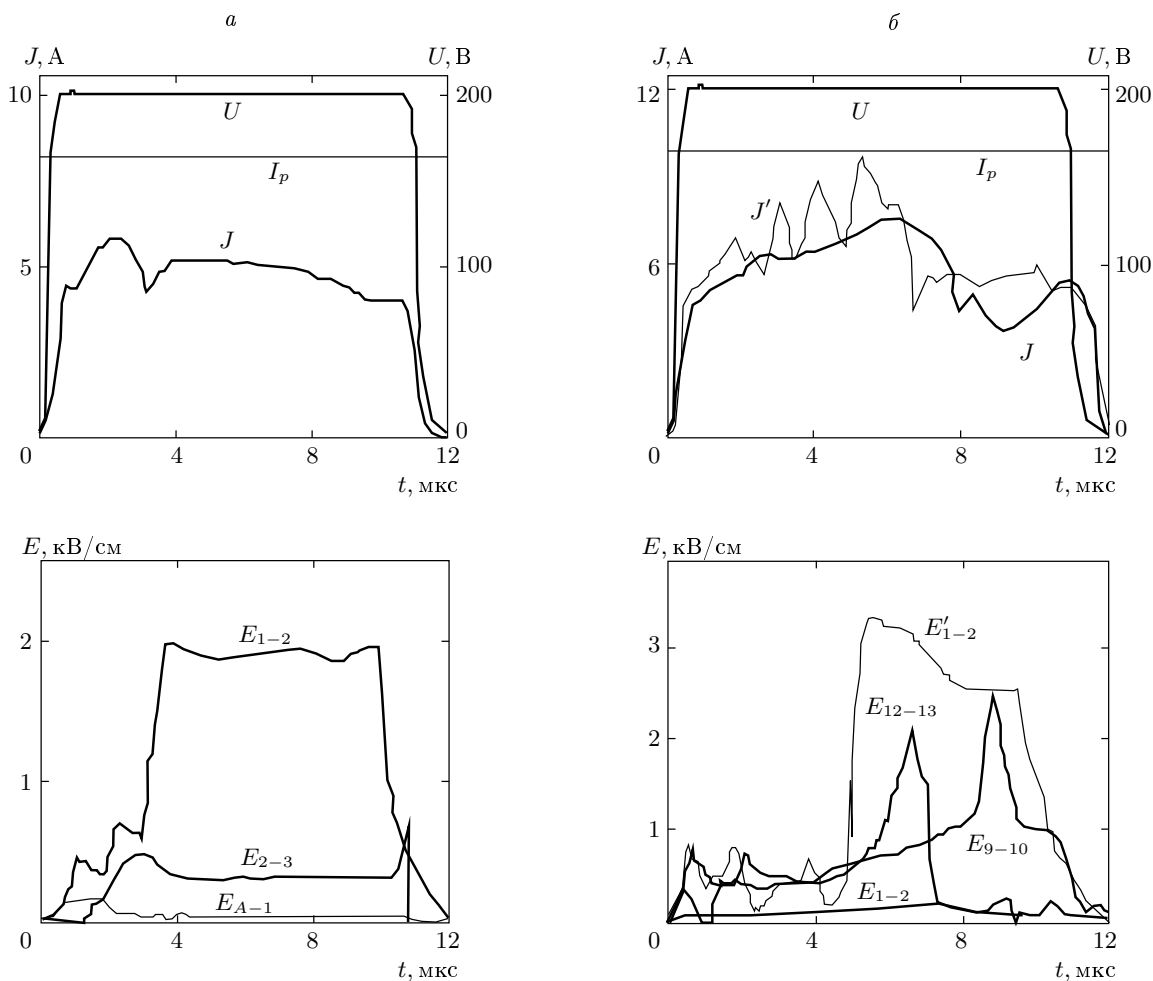 а
б
J, А
U, В
J, А
U, В
10
200
12
200
U
U
I_p
I_p
J'
J
5
100
6
100
J
0
0
0
4
8
12
0
4
8
12
t, мкс
t, мкс
E, кВ/см
E, кВ/см
E_{1−2}
E'_{1−2}
2
3
E_{12−13}
2
1
1
E_{2−3}
E_{9−10}
E_{A−1}
E_{1−2}
0
4
8
12
0
4
8
12
t, мкс
t, мкс